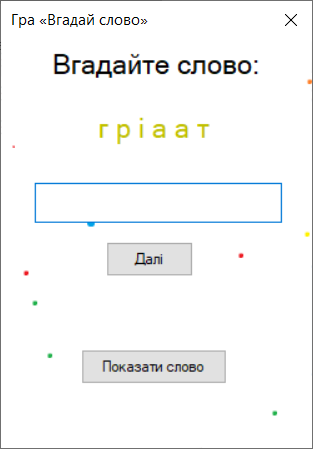 Гра «Вгадай слово»
Вгадайте слово:
г р і а а т
Далі
Показати слово